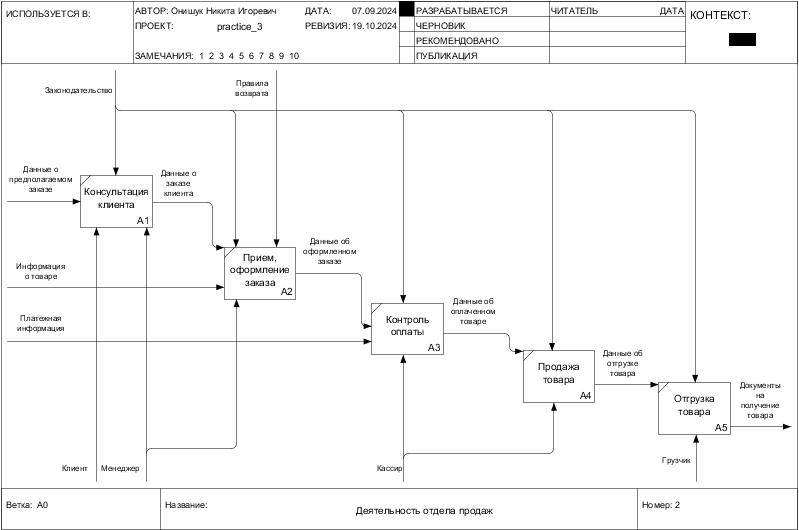 ИСПОЛЬЗУЕТСЯ В:
АВТОР: Онишук Никита Игоревич
ДАТА: 07.09.2024
РАЗРАБАТЫВАЕТСЯ
ЧИТАТЕЛЬ ДАТА
КОНТЕКСТ:
ПРОЕКТ: practice_3
РЕВИЗИЯ: 19.10.2024
ЧЕРНОВИК
РЕКОМЕНДОВАНО
ЗАМЕЧАНИЯ: 1 2 3 4 5 6 7 8 9 10
ПУБЛИКАЦИЯ
Законодательство
Правила
возврата
Данные о
предполагаемом
заказе
Консультация
клиента
A1
Данные о
заказе
клиента
Информация
о товаре
Прием,
оформление
заказа
A2
Данные об
оформленном
заказе
Платежная
информация
Контроль
оплаты
A3
Данные об
оплаченном
товаре
Продажа
товара
A4
Данные об
отгрузке
товара
Отгрузка
товара
A5
Документы
на
получение
товара
Клиент
Менеджер
Кассир
Грузчик
Ветка: A0
Название:
Деятельность отдела продаж
Номер: 2